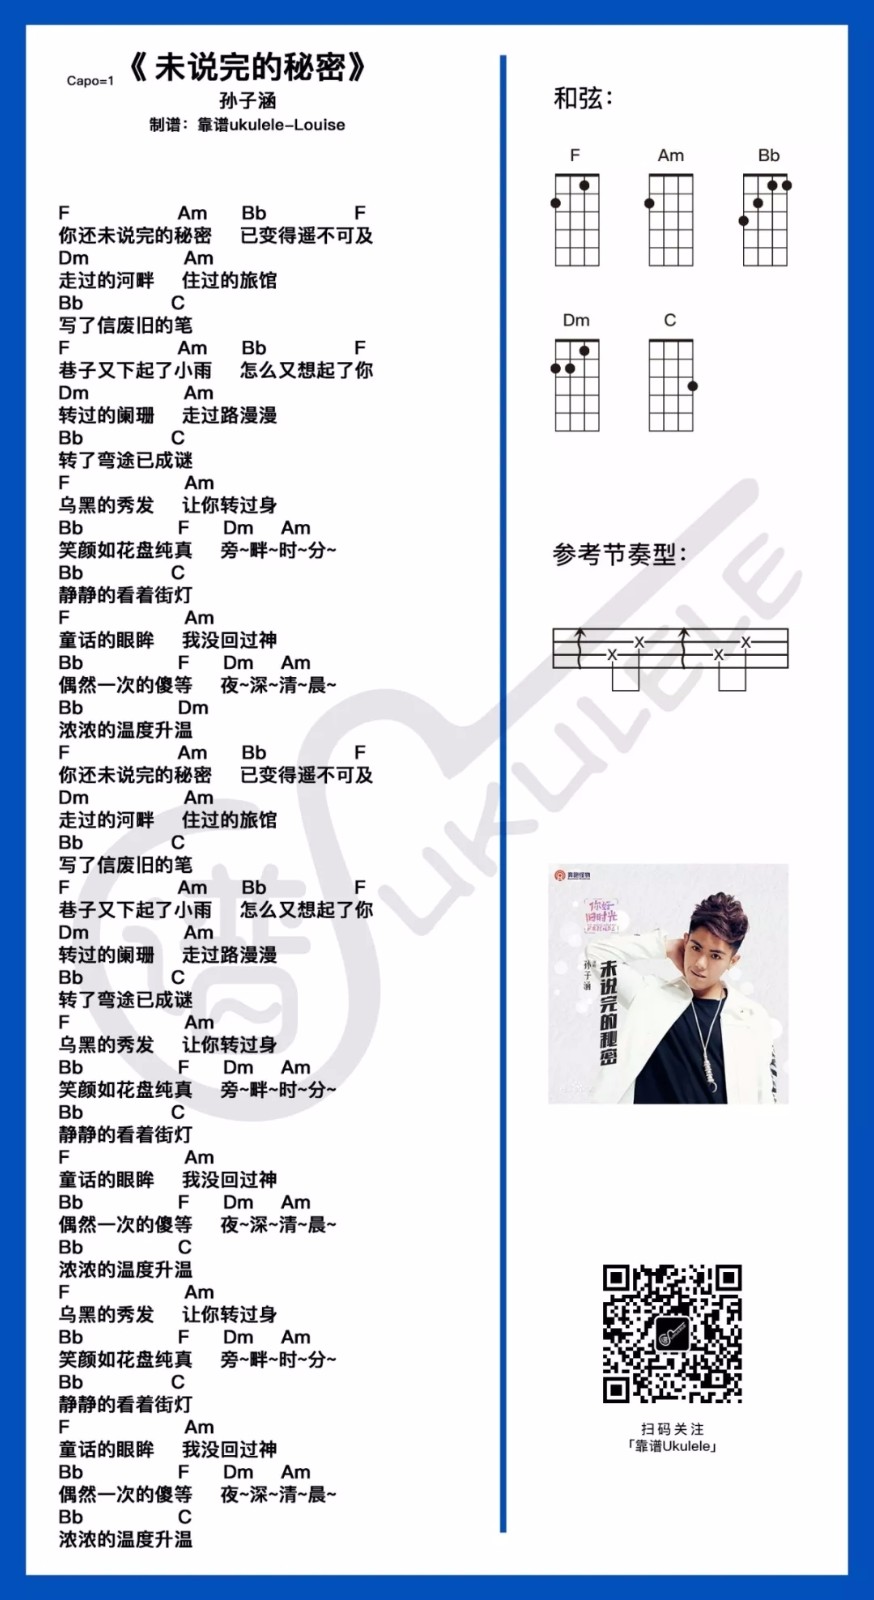 Capo=1 《 未说完的秘密》
孙子涵
制谱：靠谱ukulele-Louise
F Am Bb F
你还未说完的秘密 已变得遥不可及
Dm Am
走过的河畔 住过的旅馆
Bb C
写了信废旧的笔
F Am Bb F
巷子又下起了小雨 怎么又想起了你
Dm Am
转过的阑珊 走过路漫漫
Bb C
转了弯途已成谜
F Am
乌黑的秀发 让你转过身
Bb F Dm Am
笑颜如花盘纯真 旁~畔~时~分~
Bb C
静静的看着街灯
F Am
童话的眼眸 我没回过神
Bb F Dm Am
偶然一次的傻等 夜~深~清~晨~
Bb Dm
浓浓的温度升温
F Am Bb F
你还未说完的秘密 已变得遥不可及
Dm Am
走过的河畔 住过的旅馆
Bb C
写了信废旧的笔
F Am Bb F
巷子又下起了小雨 怎么又想起了你
Dm Am
转过的阑珊 走过路漫漫
Bb C
转了弯途已成谜
F Am
乌黑的秀发 让你转过身
Bb F Dm Am
笑颜如花盘纯真 旁~畔~时~分~
Bb C
静静的看着街灯
F Am
童话的眼眸 我没回过神
Bb F Dm Am
偶然一次的傻等 夜~深~清~晨~
Bb C
浓浓的温度升温
F Am
乌黑的秀发 让你转过身
Bb F Dm Am
笑颜如花盘纯真 旁~畔~时~分~
Bb C
静静的看着街灯
F Am
童话的眼眸 我没回过神
Bb F Dm Am
偶然一次的傻等 夜~深~清~晨~
Bb C
浓浓的温度升温
和弦：
F Am Bb
Dm C
参考节奏型：
X X X X
你好
旧时光
孙子涵
未说完的秘密
扫码关注
「靠谱Ukulele」
谱 UKULELE